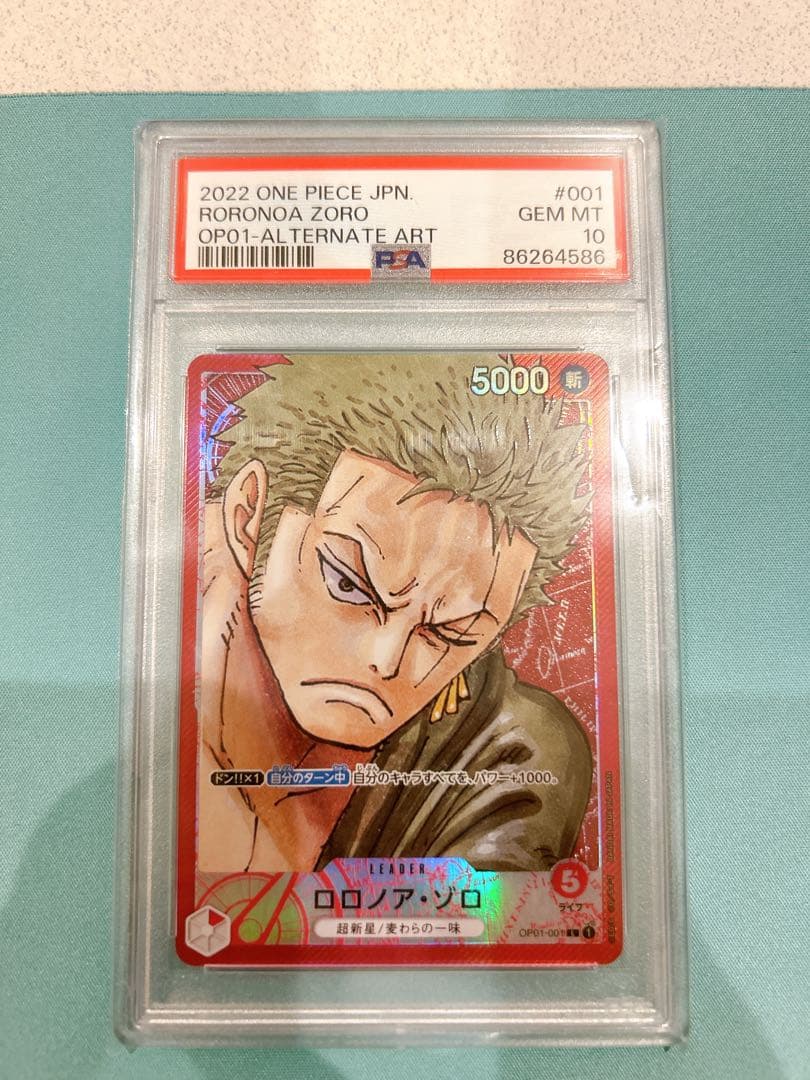 2022 ONE PIECE JPN. #001
RORONOA ZORO GEM MT
OP01-ALTERNATE ART 10
PSA 86264586
5000 斬
ドン!!×1 自分のターン中 自分のキャラすべてを、パワー+1000。
LEADER
ロロノア・ゾロ
5
ライフ
超新星/麦わらの一味
OP01-001 L 1